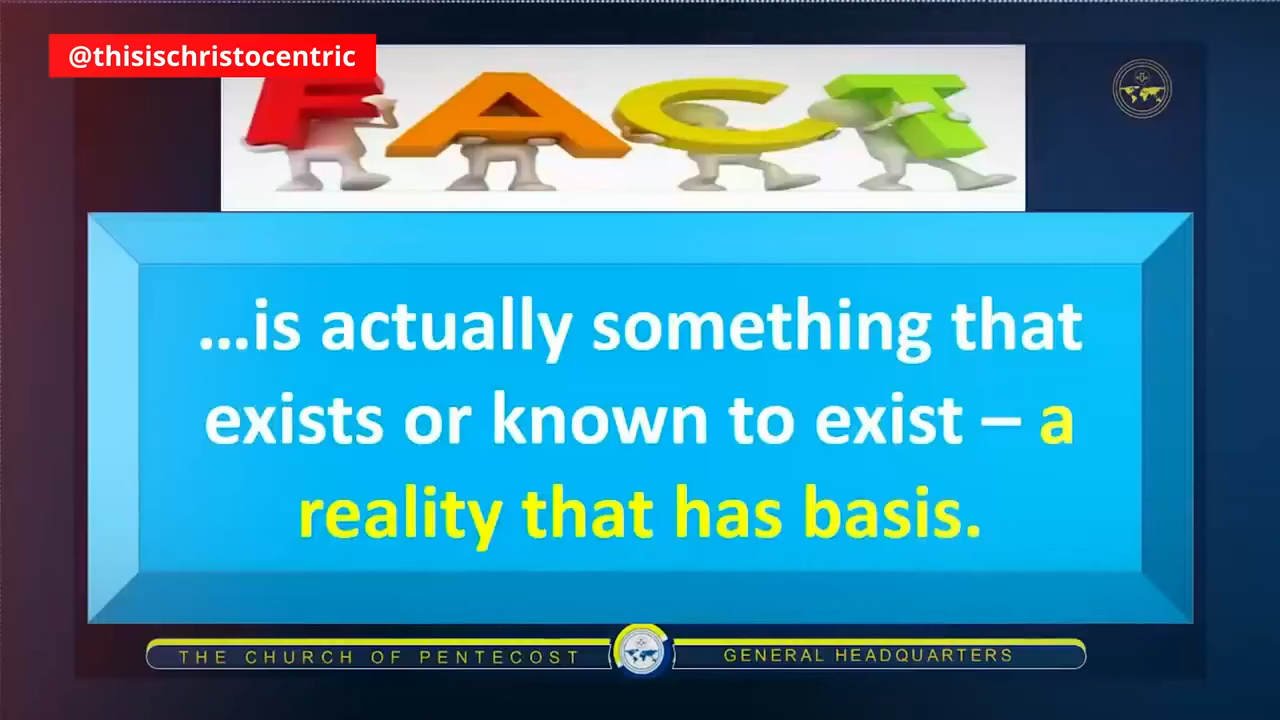 @thisischristocentric
FACT
...is actually something that
exists or known to exist – a
reality that has basis.
THE CHURCH OF PENTECOST
GENERAL HEADQUARTERS